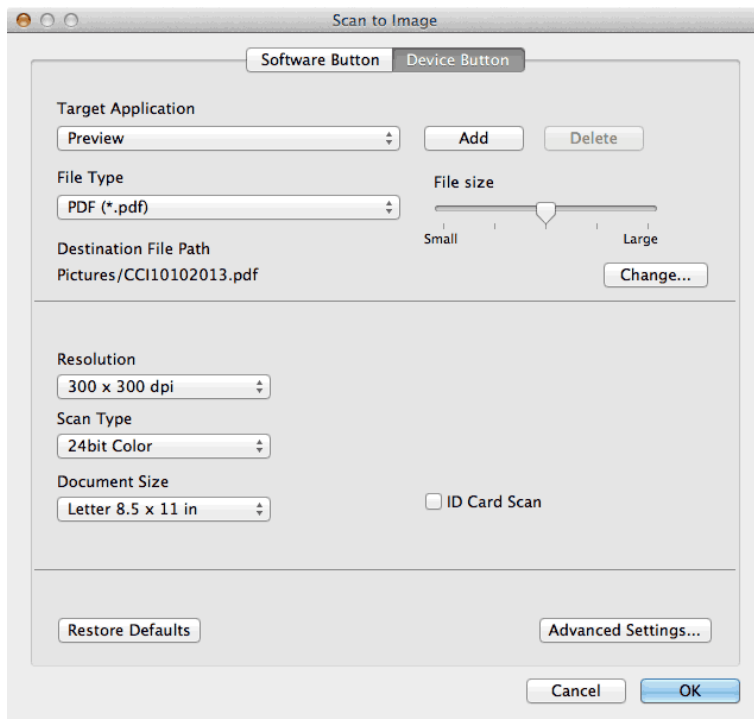 Scan to Image
Software Button Device Button
Target Application
Preview Add Delete
File Type File size
PDF (*.pdf)
Small Large
Destination File Path
Pictures/CCI10102013.pdf Change...
Resolution
300 x 300 dpi
Scan Type
24bit Color
Document Size
Letter 8.5 x 11 in ID Card Scan
Restore Defaults Advanced Settings...
Cancel OK